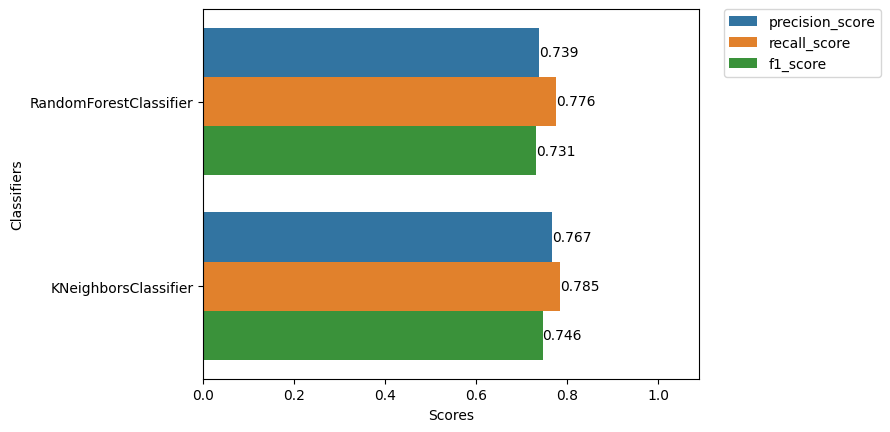 precision_score
recall_score
f1_score
Classifiers
RandomForestClassifier
0.739
0.776
0.731
KNeighborsClassifier
0.767
0.785
0.746
0.0 0.2 0.4 0.6 0.8 1.0
Scores